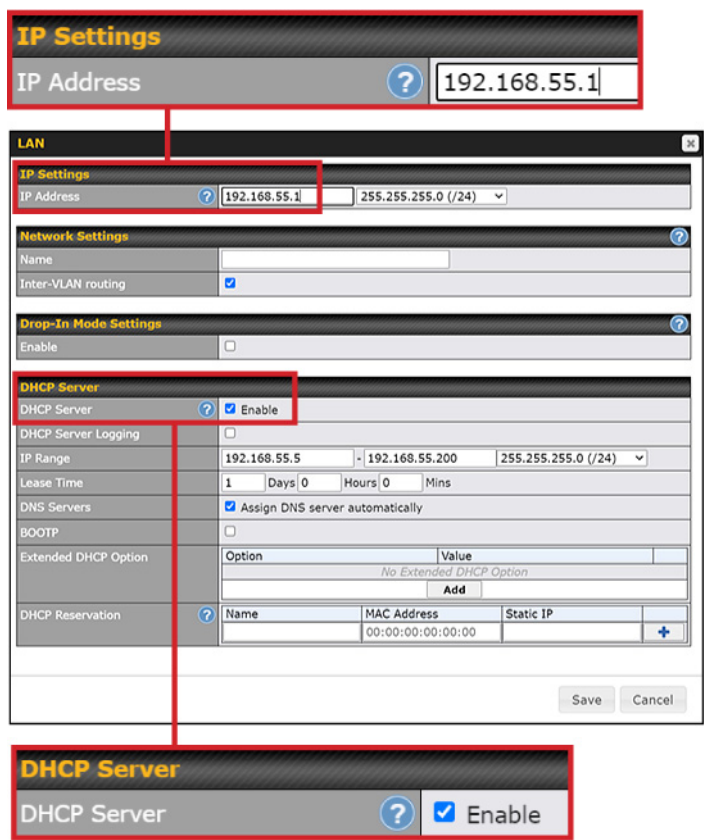 IP Settings
IP Address ? 192.168.55.1
LAN x
IP Settings
IP Address ? 192.168.55.1 255.255.255.0 (/24)
Network Settings ?
Name
Inter-VLAN routing
Drop-In Mode Settings ?
Enable
DHCP Server
DHCP Server ? Enable
DHCP Server Logging
IP Range 192.168.55.5 - 192.168.55.200 255.255.255.0 (/24)
Lease Time 1 Days 0 Hours 0 Mins
DNS Servers Assign DNS server automatically
BOOTP
Extended DHCP Option Option Value
No Extended DHCP Option
Add
DHCP Reservation ? Name MAC Address Static IP
00:00:00:00:00:00 +
Save Cancel
DHCP Server
DHCP Server ? Enable